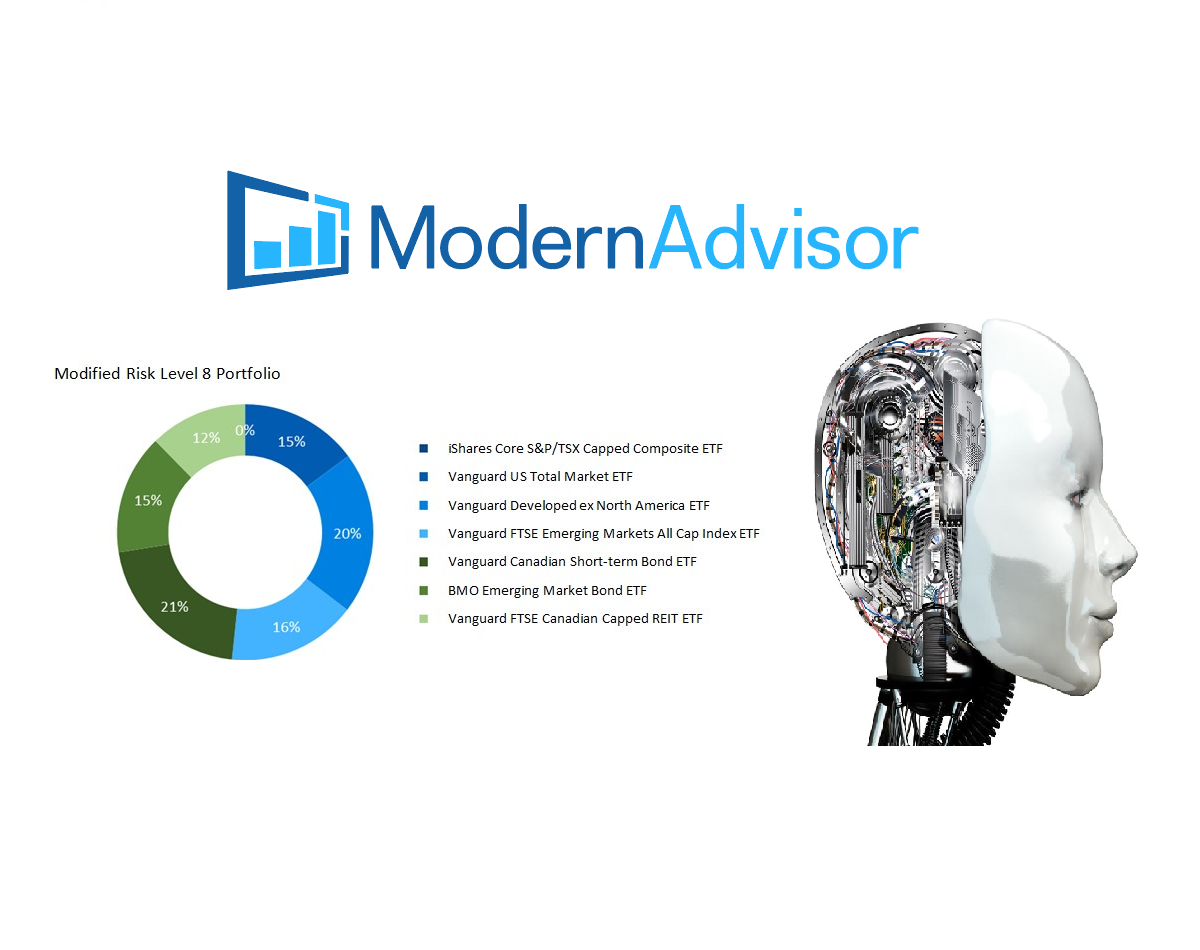 ModernAdvisor
Modified Risk Level 8 Portfolio
0%
15%
20%
16%
21%
15%
12%
iShares Core S&P/TSX Capped Composite ETF
Vanguard US Total Market ETF
Vanguard Developed ex North America ETF
Vanguard FTSE Emerging Markets All Cap Index ETF
Vanguard Canadian Short-term Bond ETF
BMO Emerging Market Bond ETF
Vanguard FTSE Canadian Capped REIT ETF